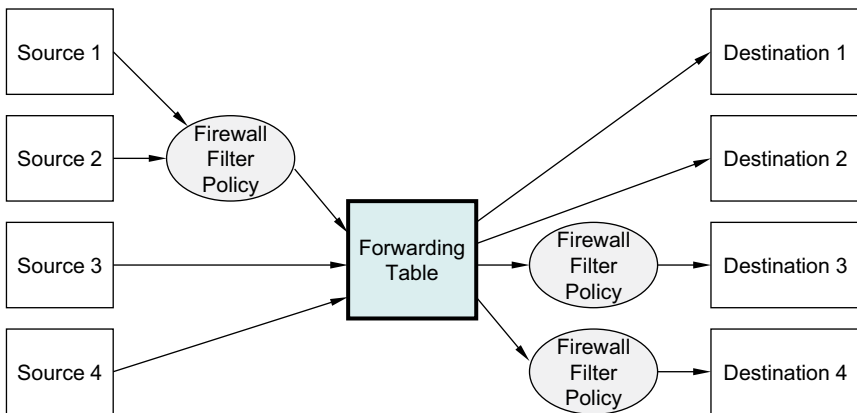 Source 1
Source 2
Source 3
Source 4
Firewall
Filter
Policy
Forwarding
Table
Firewall
Filter
Policy
Firewall
Filter
Policy
Destination 1
Destination 2
Destination 3
Destination 4